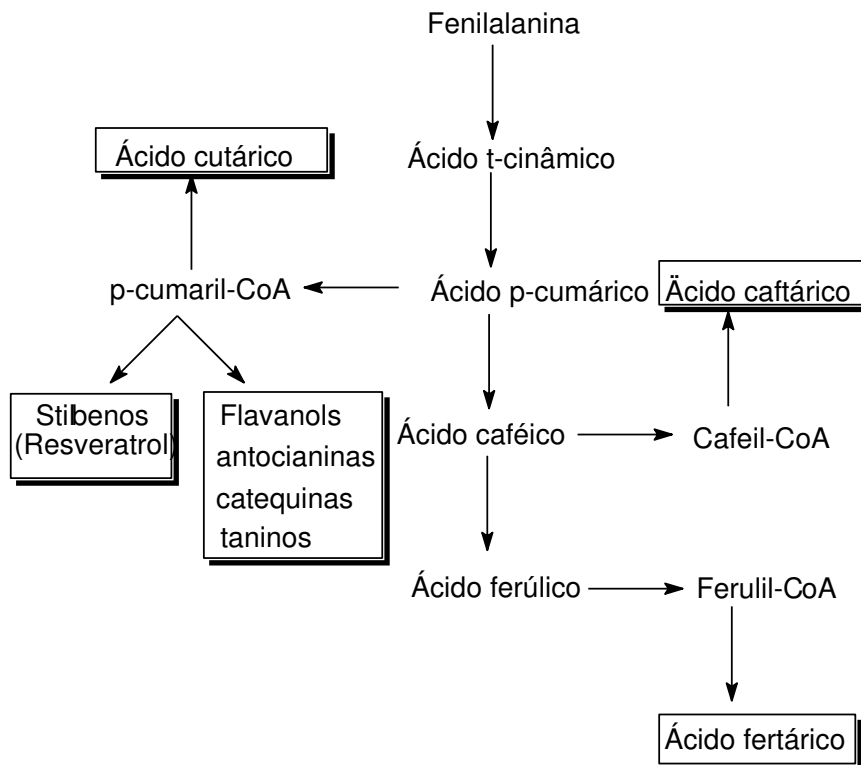 Fenilalanina
Ácido cutárico
Ácido t-cinâmico
p-cumaril-CoA
Ácido p-cumárico
Äcido caftárico
Stilbenos
(Resveratrol)
Flavanols
antocianinas
catequinas
taninos
Ácido caféico
Cafeil-CoA
Ácido ferúlico
Ferulil-CoA
Ácido fertárico